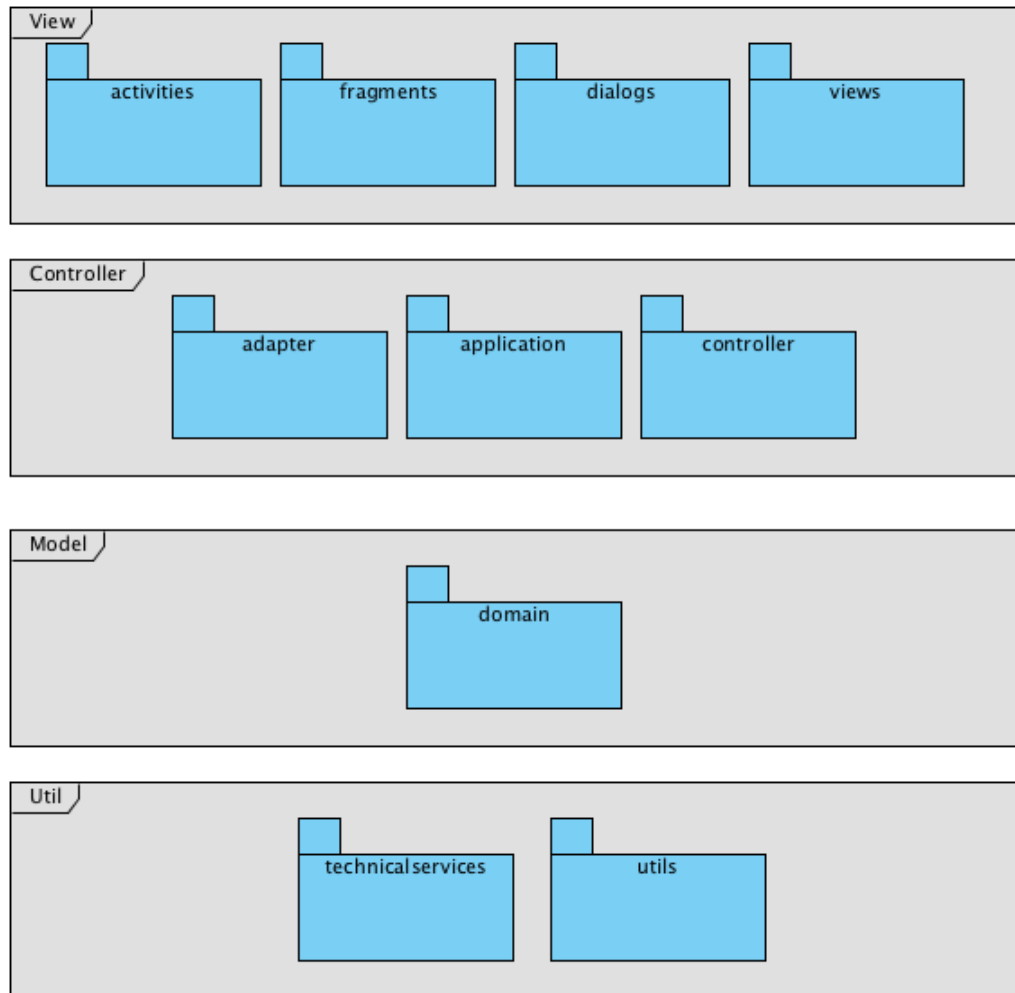 View
activities
fragments
dialogs
views
Controller
adapter
application
controller
Model
domain
Util
technicalservices
utils